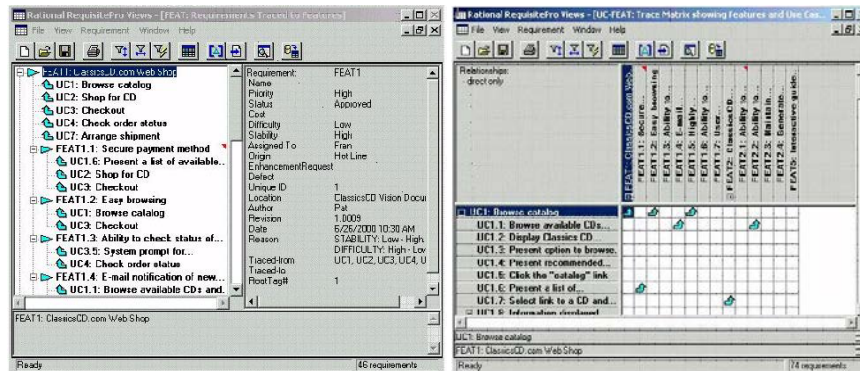 Rational RequisitePro Views - [FEAT: Requirements Traced to Features]
File View Requirement Window Help
FEAT1: ClassicsCD.com Web Shop
UC1: Browse catalog
UC2: Shop for CD
UC3: Checkout
UC4: Check order status
UC7: Arrange shipment
FEAT1.1: Secure payment method
UC1.6: Present a list of available..
UC2: Shop for CD
UC3: Checkout
FEAT1.2: Easy browsing
UC1: Browse catalog
UC3: Checkout
FEAT1.3: Ability to check status of...
UC3.5: System prompt for...
UC4: Check order status
FEAT1.4: E-mail notification of new...
UC1.1: Browse available CDs and.
Requirement: FEAT1
Name
Priority High
Status Approved
Cost
Difficulty Low
Stability High
Assigned To Fran
Origin Hot Line
EnhancementRequest
Defect
Unique ID 1
Location ClassicsCD Vision Docu
Author Pat
Revision 1.0009
Date 6/26/2000 10:30 AM
Reason STABILITY: Low - High
DIFFICULTY: High - Lov
Traced-from UC1, UC2, UC3, UC4, U
Traced-to
RootTag# 1
FEAT1: ClassicsCD.com Web Shop
Ready 46 requirements
Rational RequisitePro Views - [UC-FEAT: Trace Matrix showing Features and Use Cas...
File View Requirement Window Help
Relationships:
- direct only
FEAT1: ClassicsCD.com Web
FEAT1.1: Secure...
FEAT1.2: Easy browsing
FEAT1.3: Ability to...
FEAT1.4: E-mail...
FEAT1.5: Highly...
FEAT1.6: Ability to...
FEAT1.7: User...
FEAT2: ClassicsCD...
FEAT2.1: Ability to...
FEAT2.2: Ability to...
FEAT2.3: Maintain...
FEAT2.4: Generate...
FEAT5: Interactive guide..
UC1: Browse catalog
UC1.1: Browse available CDs...
UC1.2: Display Classics CD...
UC1.3: Present option to browse.
UC1.4: Present recommended...
UC1.5: Click the "catalog" link
UC1.6: Present a list of...
UC1.7: Select link to a CD and...
UC1.8: Information displayed
UC1: Browse catalog
FEAT1: ClassicsCD.com Web Shop
Ready 74 requirements